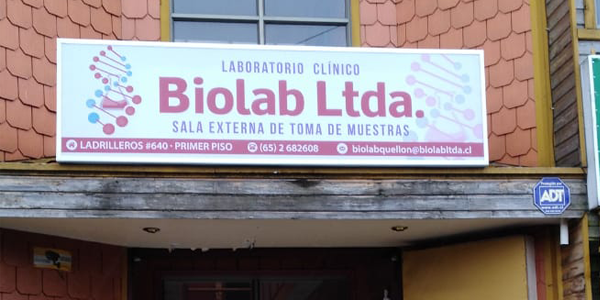 LABORATORIO CLÍNICO
Biolab Ltda.
SALA EXTERNA DE TOMA DE MUESTRAS
LADRILLEROS #640 · PRIMER PISO (65) 2 682608 biolabquellon@biolabltda.cl
ADT